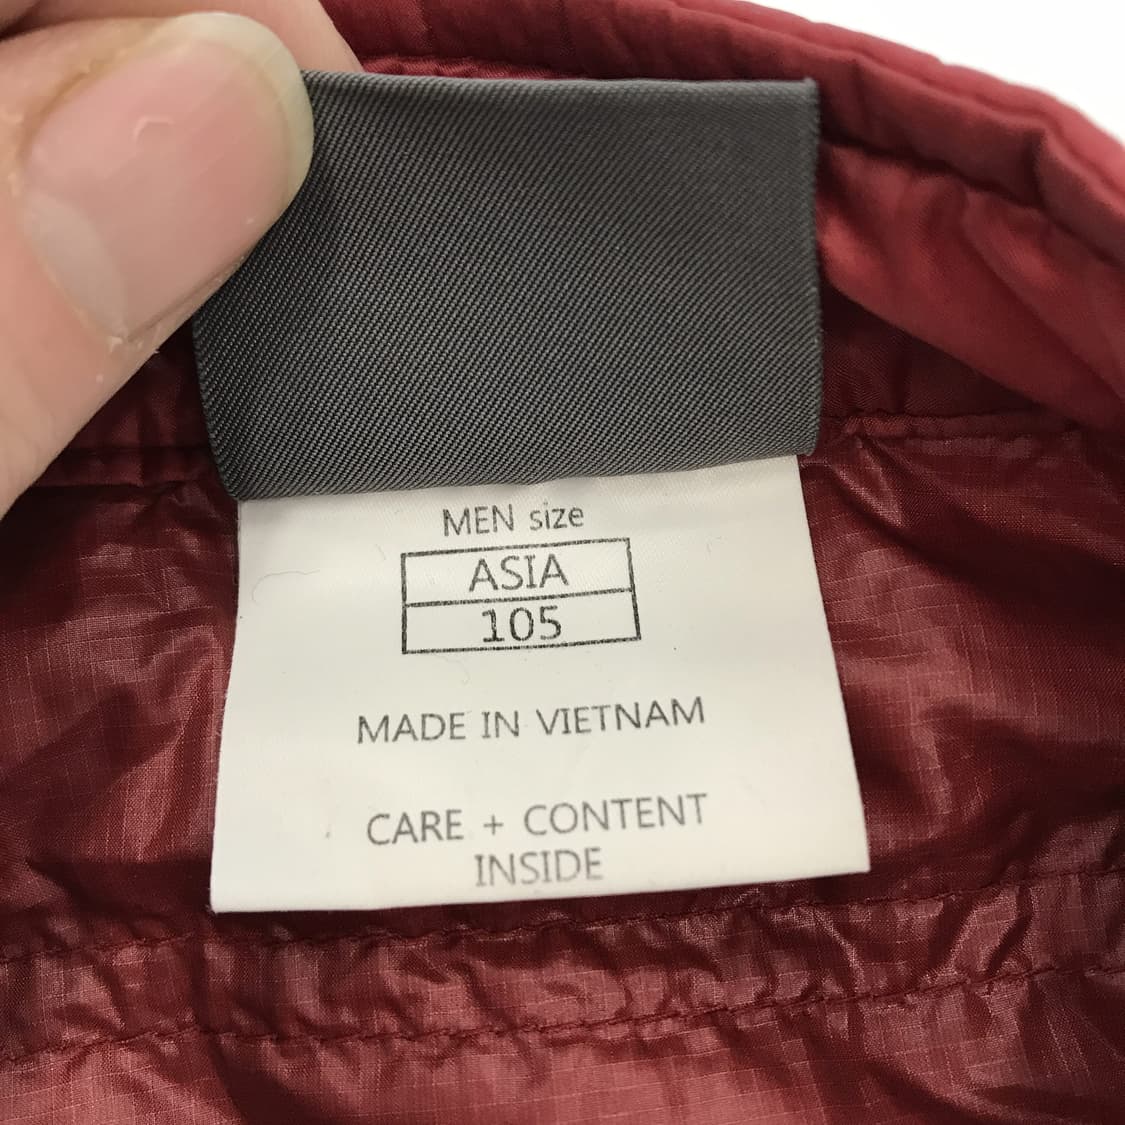 MEN size
ASIA
105
MADE IN VIETNAM
CARE + CONTENT
INSIDE